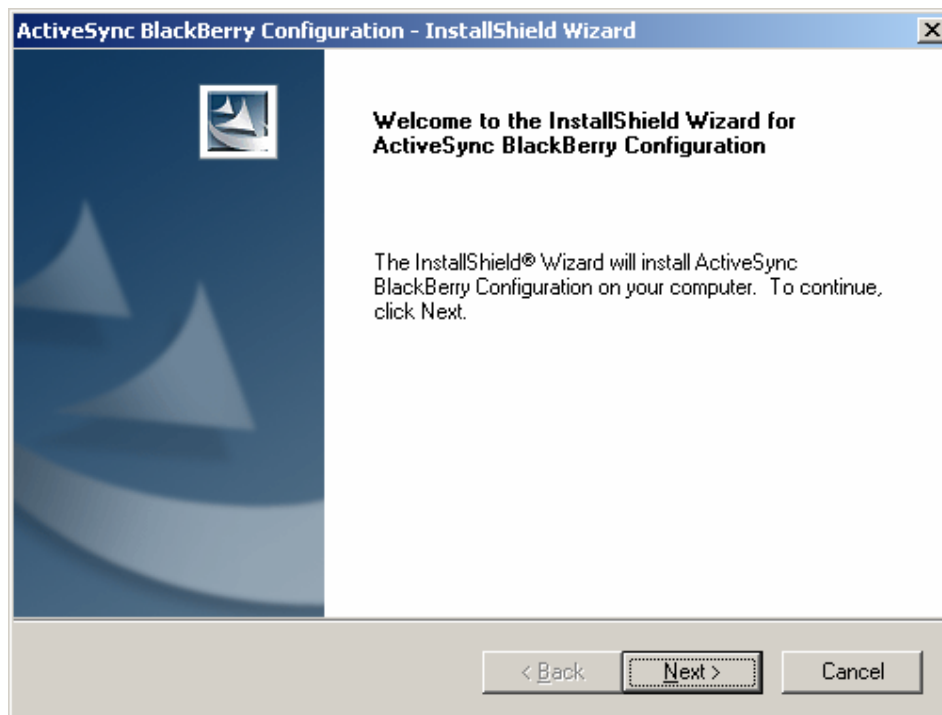 ActiveSync BlackBerry Configuration - InstallShield Wizard
Welcome to the InstallShield Wizard for
ActiveSync BlackBerry Configuration
The InstallShield® Wizard will install ActiveSync
BlackBerry Configuration on your computer.  To continue,
click Next.
< Back
Next >
Cancel